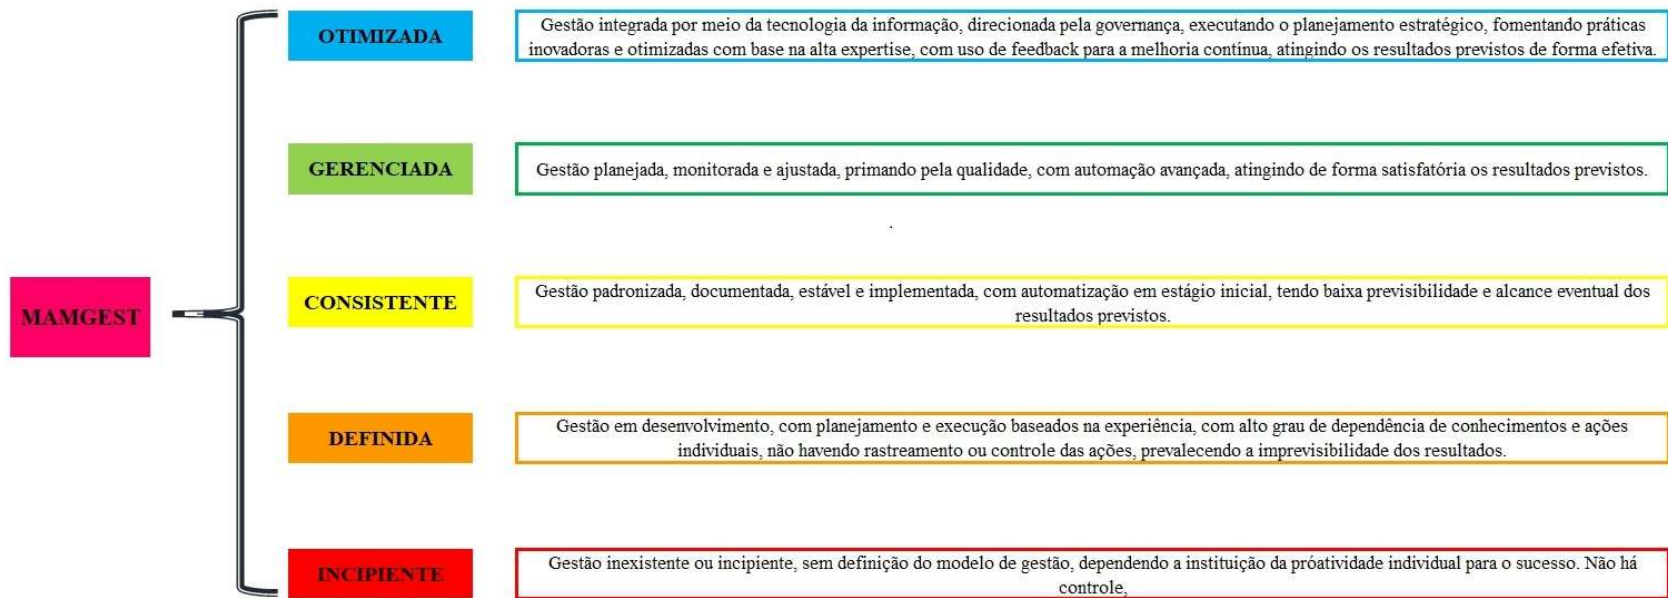 OTIMIZADA
Gestão integrada por meio da tecnologia da informação, direcionada pela governança, executando o planejamento estratégico, fomentando práticas
inovadoras e otimizadas com base na alta expertise, com uso de feedback para a melhoria contínua, atingindo os resultados previstos de forma efetiva.
GERENCIADA
Gestão planejada, monitorada e ajustada, primando pela qualidade, com automação avançada, atingindo de forma satisfatória os resultados previstos.
.
MAMGEST
CONSISTENTE
Gestão padronizada, documentada, estável e implementada, com automatização em estágio inicial, tendo baixa previsibilidade e alcance eventual dos
resultados previstos.
DEFINIDA
Gestão em desenvolvimento, com planejamento e execução baseados na experiência, com alto grau de dependência de conhecimentos e ações
individuais, não havendo rastreamento ou controle das ações, prevalecendo a imprevisibilidade dos resultados.
INCIPIENTE
Gestão inexistente ou incipiente, sem definição do modelo de gestão, dependendo a instituição da próatividade individual para o sucesso. Não há
controle,